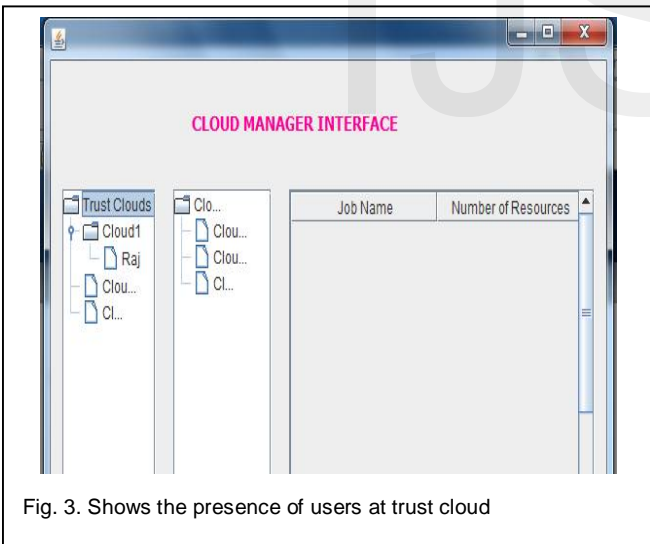 CLOUD MANAGER INTERFACE
Trust Clouds
Cloud1
Raj
Clou...
Cl...
Clo...
Clou...
Clou...
Cl...
Job Name Number of Resources
Fig. 3. Shows the presence of users at trust cloud